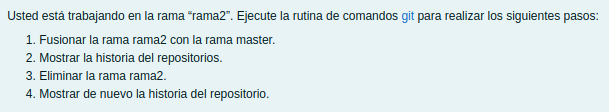 Usted está trabajando en la rama “rama2”. Ejecute la rutina de comandos git para realizar los siguientes pasos:
1. Fusionar la rama rama2 con la rama master.
2. Mostrar la historia del repositorios.
3. Eliminar la rama rama2.
4. Mostrar de nuevo la historia del repositorio.